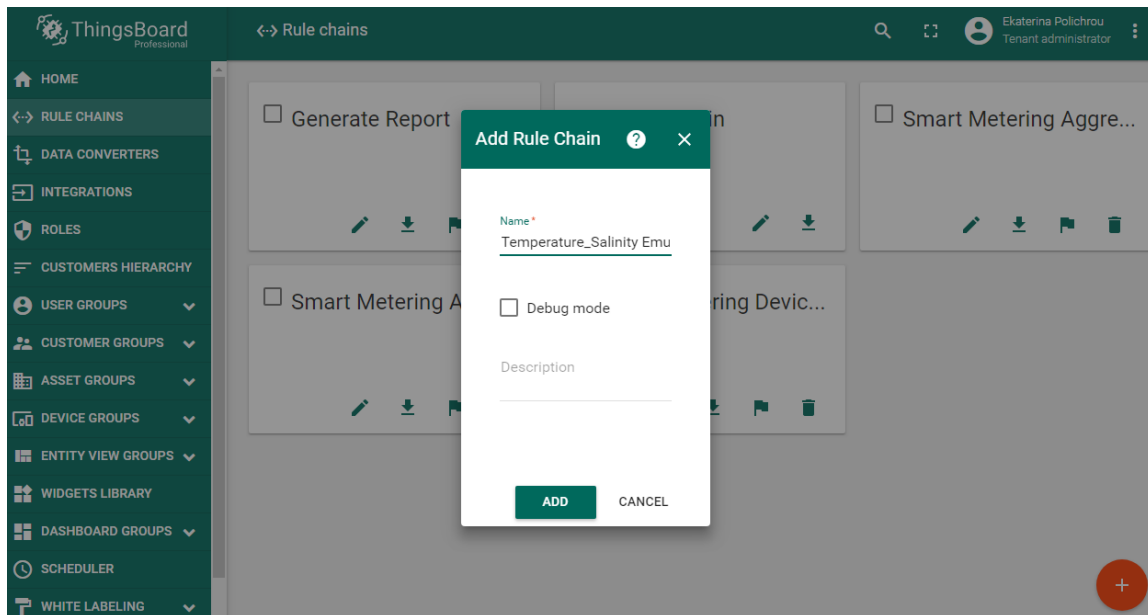 ThingsBoard
Professional
Rule chains
Ekaterina Polichrou
Tenant administrator
HOME
RULE CHAINS
DATA CONVERTERS
INTEGRATIONS
ROLES
CUSTOMERS HIERARCHY
USER GROUPS
CUSTOMER GROUPS
ASSET GROUPS
DEVICE GROUPS
ENTITY VIEW GROUPS
WIDGETS LIBRARY
DASHBOARD GROUPS
SCHEDULER
WHITE LABELING
Generate Report
in
Smart Metering Aggre...
Smart Metering A
ring Devic...
Add Rule Chain
Name*
Temperature_Salinity Emu
Debug mode
Description
ADD CANCEL